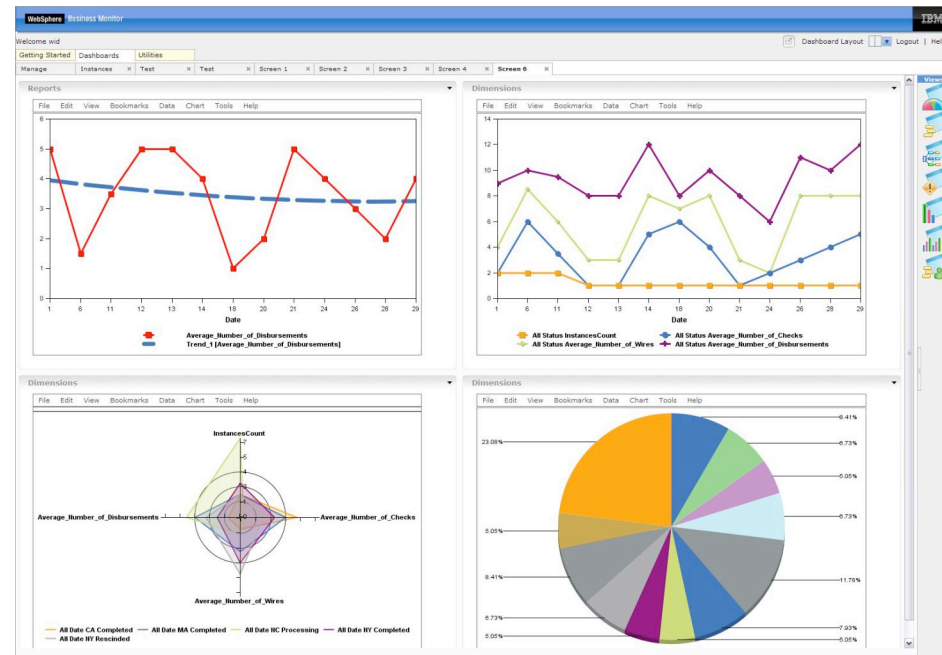 WebSphere Business Monitor
IBM
Welcome wid
Dashboard Layout | Logout | Hel
Getting Started Dashboards Utilities
Manage Instances × Test × Test × Screen 1 × Screen 2 × Screen 3 × Screen 4 × Screen 6 ×
Views
Reports
File Edit View Bookmarks Data Chart Tools Help
6
5
4
3
2
1
0
1 6 11 12 13 14 18 20 21 24 26 28 29
Date
Average_Number_of_Disbursements
Trend_1 [Average_Number_of_Disbursements]
Dimensions
File Edit View Bookmarks Data Chart Tools Help
14
12
10
8
6
4
2
0
1 6 11 12 13 14 18 20 21 24 26 28 29
Date
All Status InstancesCount All Status Average_Number_of_Checks
All Status Average_Number_of_Wires All Status Average_Number_of_Disbursements
Dimensions
File Edit View Bookmarks Data Chart Tools Help
InstancesCount
Average_Number_of_Disbursements Average_Number_of_Checks
Average_Number_of_Wires
All Date CA Completed All Date MA Completed All Date NC Processing All Date NY Completed
All Date NY Rescinded
Dimensions
File Edit View Bookmarks Data Chart Tools Help
8.41%
23.08%
6.73%
5.05%
6.73%
5.05%
8.41%
11.78%
6.73%
7.93%
5.05%
5.05%